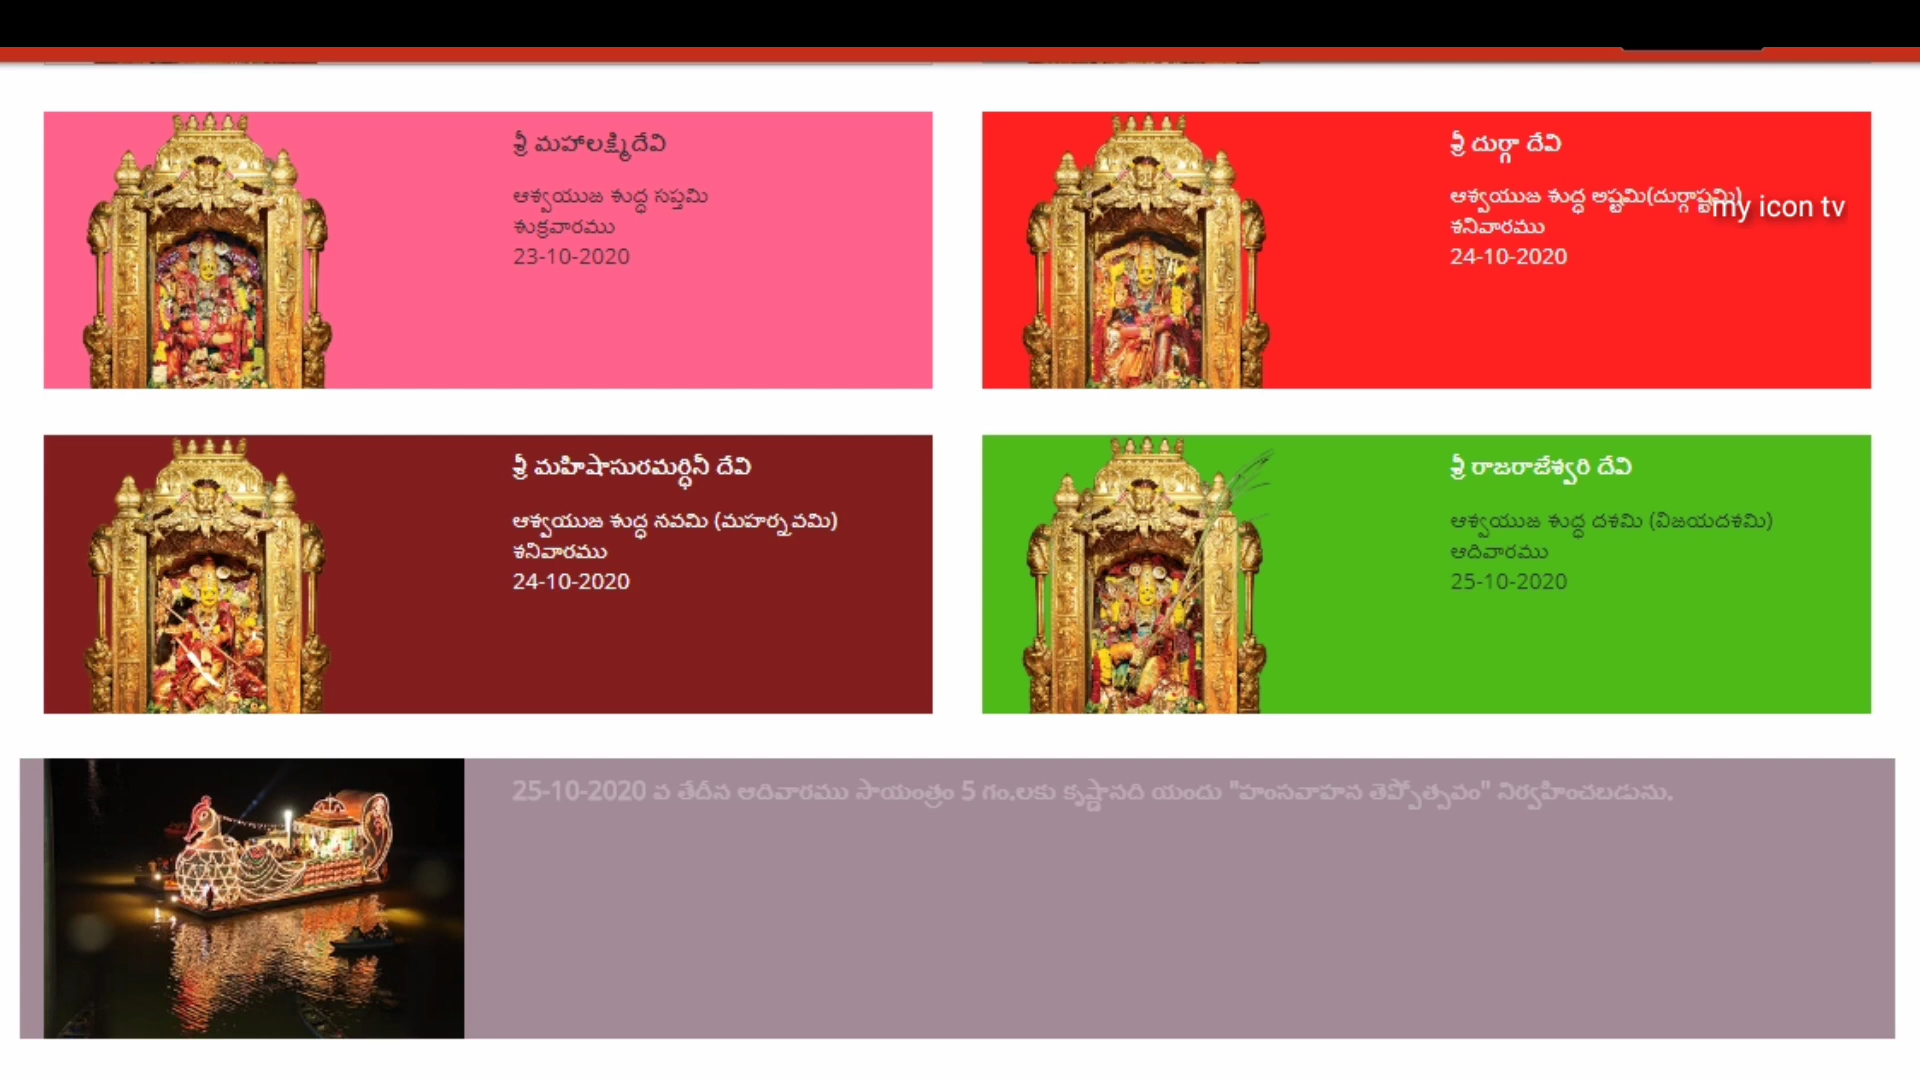 శ్రీ మహాలక్ష్మిదేవి
ఆశ్వయుజ శుద్ధ సప్తమి
శుక్రవారము
23-10-2020
శ్రీ దుర్గా దేవి
ఆశ్వయుజ శుద్ధ అష్టమి(దుర్గాష్టమి)
my icon tv
శనివారము
24-10-2020
శ్రీ మహిషాసురమర్ధినీ దేవి
ఆశ్వయుజ శుద్ధ నవమి (మహర్నవమి)
శనివారము
24-10-2020
శ్రీ రాజరాజేశ్వరి దేవి
ఆశ్వయుజ శుద్ధ దశమి (విజయదశమి)
ఆదివారము
25-10-2020
25-10-2020 వ తేదీన ఆదివారము సాయంత్రం 5 గం.లకు కృష్ణానది యందు "హంసవాహన తెప్పోత్సవం" నిర్వహించబడును.